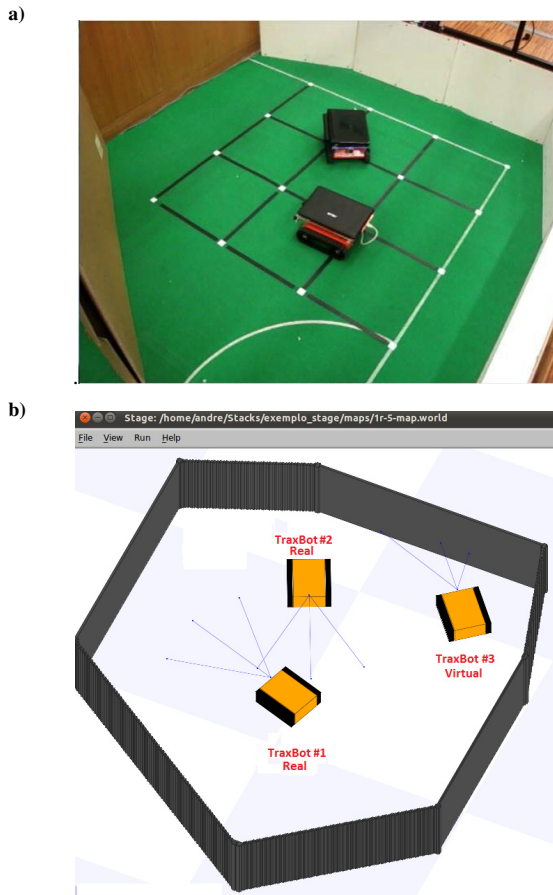 a)
b)
Stage: /home/andre/Stacks/exemplo_stage/maps/1r-5-map.world
File View Run Help
TraxBot #2
Real
TraxBot #3
Virtual
TraxBot #1
Real